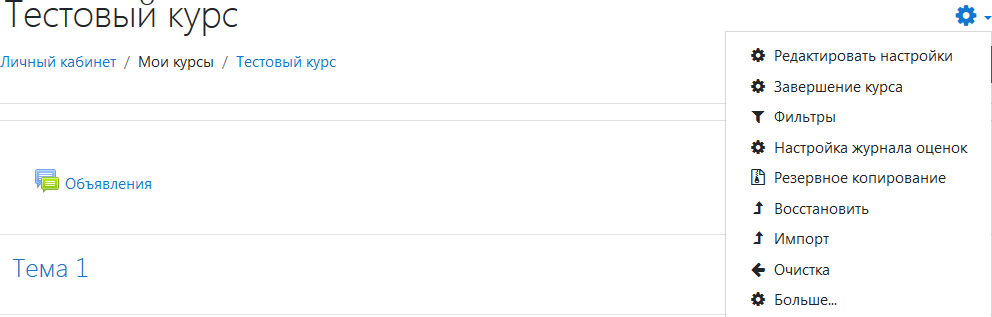 Тестовый курс
Личный кабинет / Мои курсы / Тестовый курс
Объявления
Тема 1
Редактировать настройки
Завершение курса
Фильтры
Настройка журнала оценок
Резервное копирование
Восстановить
Импорт
Очистка
Больше...